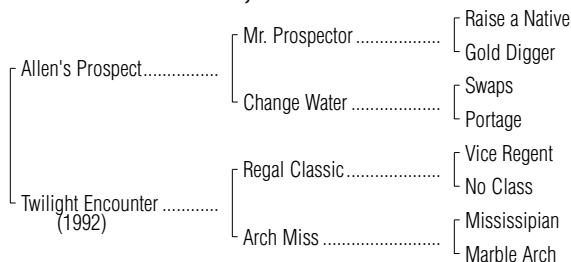 Raise a Native
Mr. Prospector ..................
Gold Digger
Allen's Prospect...............
Swaps
Change Water ..................
Portage
Vice Regent
Regal Classic....................
No Class
Twilight Encounter ............
(1992)
Mississipian
Arch Miss .........................
Marble Arch